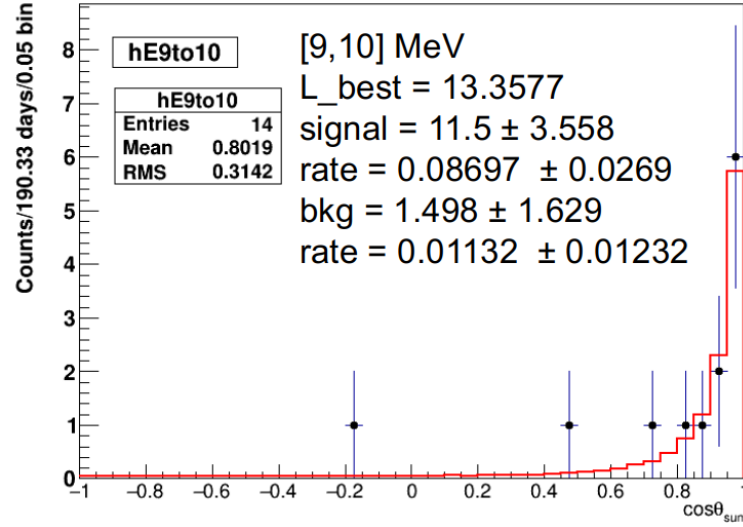 Counts/190.33 days/0.05 bin
hE9to10
hE9to10
Entries 14
Mean 0.8019
RMS 0.3142
[9,10] MeV
L_best = 13.3577
signal = 11.5 ± 3.558
rate = 0.08697 ± 0.0269
bkg = 1.498 ± 1.629
rate = 0.01132 ± 0.01232
8
7
6
5
4
3
2
1
0
-1 −0.8 −0.6 −0.4 −0.2 0 0.2 0.4 0.6 0.8 1
cosθsun